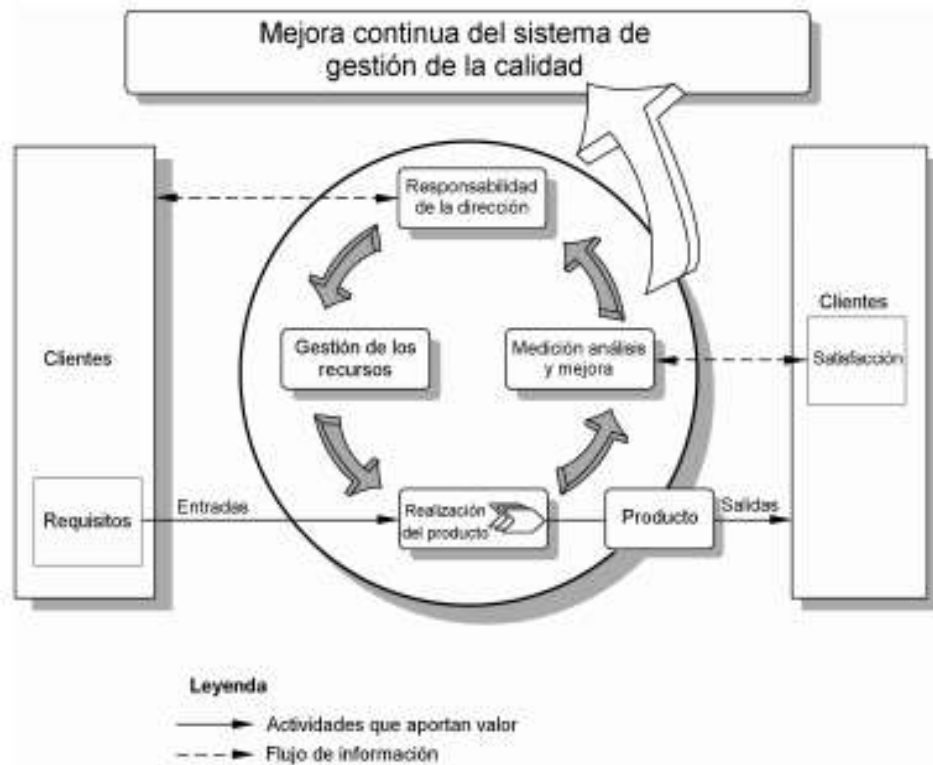 Mejora continua del sistema de
gestión de la calidad
Responsabilidad
de la dirección
Clientes
Gestión de los
recursos
Medición análisis
y mejora
Clientes
Satisfacción
Requisitos
Entradas
Realización
del producto
Producto
Salidas
Leyenda
Actividades que aportan valor
Flujo de información